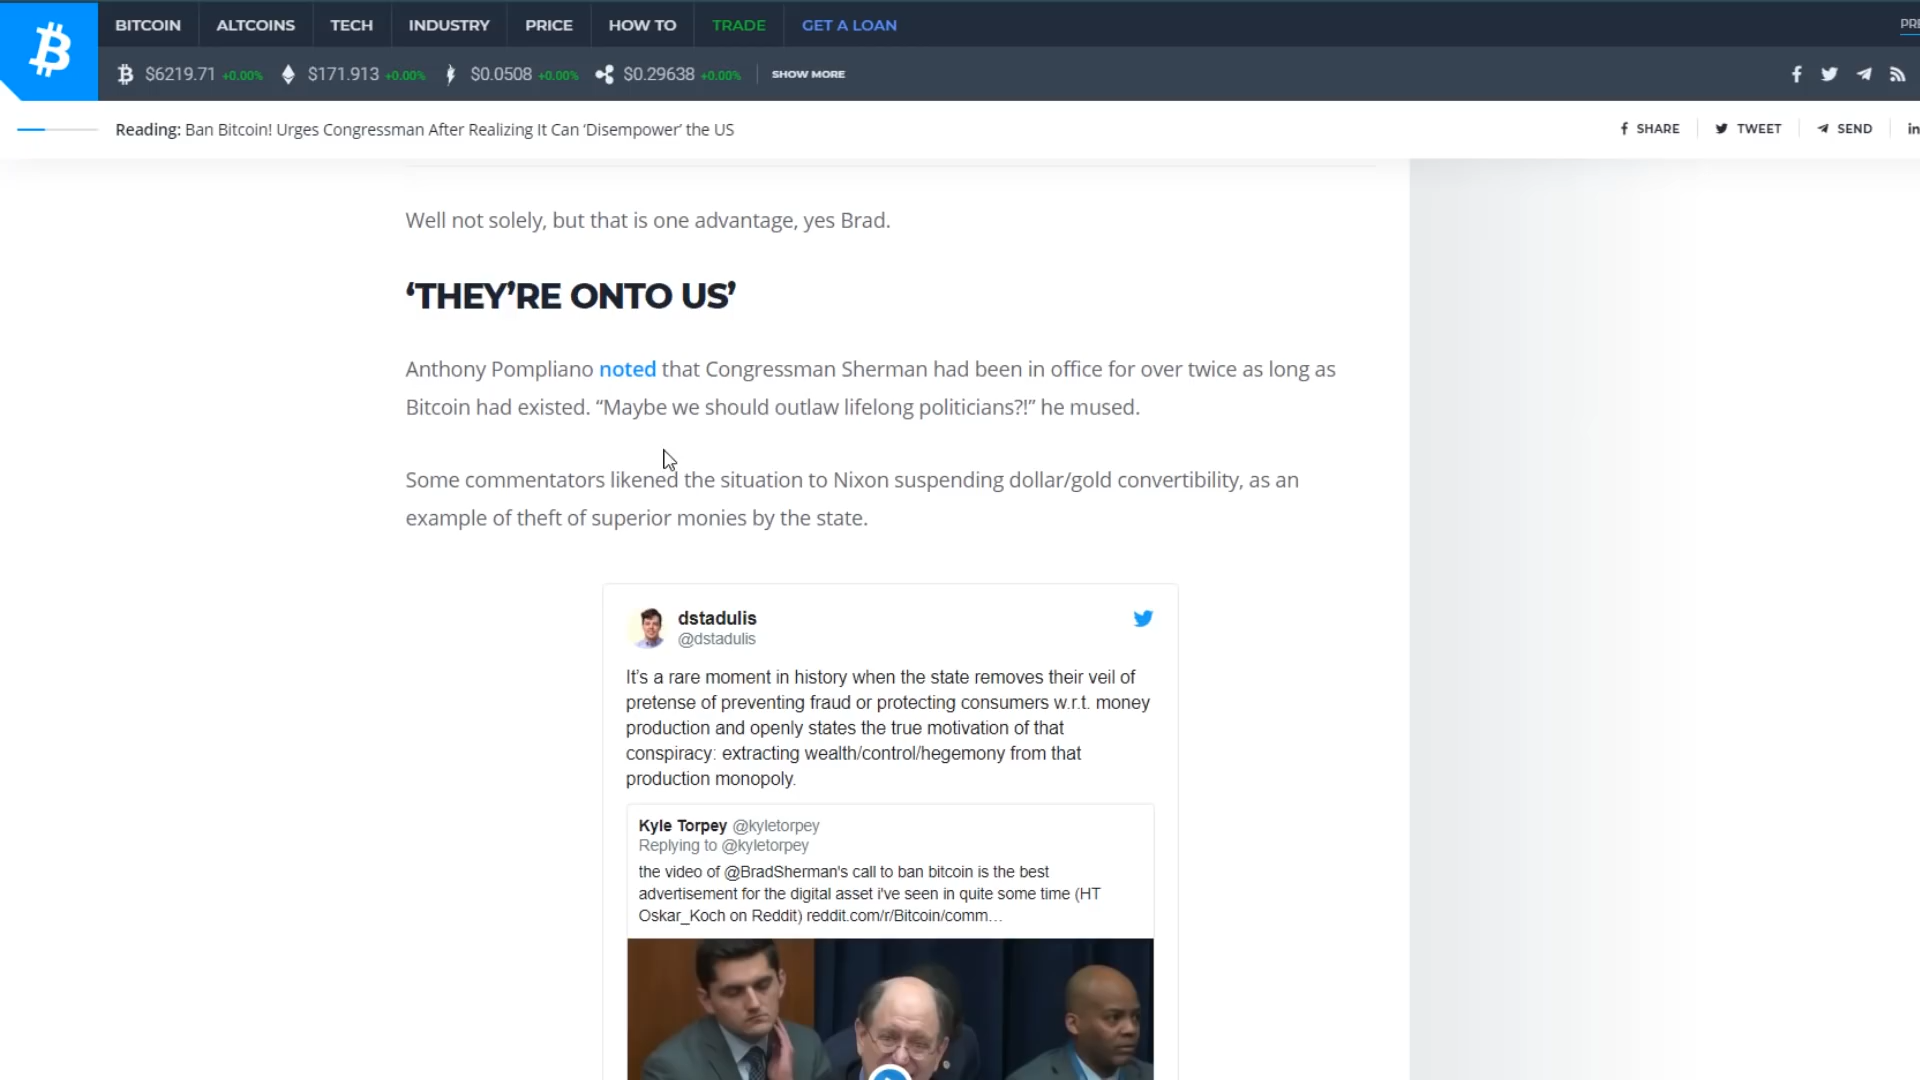 BITCOIN ALTCOINS TECH INDUSTRY PRICE HOW TO TRADE GET A LOAN
$6219.71 +0.00% $171.913 +0.00% $0.0508 +0.00% $0.29638 +0.00% SHOW MORE
Reading: Ban Bitcoin! Urges Congressman After Realizing It Can ‘Disempower’ the US SHARE TWEET SEND
Well not solely, but that is one advantage, yes Brad.
‘THEY’RE ONTO US’
Anthony Pompliano noted that Congressman Sherman had been in office for over twice as long as
Bitcoin had existed. “Maybe we should outlaw lifelong politicians?!” he mused.
Some commentators likened the situation to Nixon suspending dollar/gold convertibility, as an
example of theft of superior monies by the state.
dstadulis
@dstadulis
It’s a rare moment in history when the state removes their veil of
pretense of preventing fraud or protecting consumers w.r.t. money
production and openly states the true motivation of that
conspiracy: extracting wealth/control/hegemony from that
production monopoly.
Kyle Torpey @kyletorpey
Replying to @kyletorpey
the video of @BradSherman's call to ban bitcoin is the best
advertisement for the digital asset i've seen in quite some time (HT
Oskar_Koch on Reddit) reddit.com/r/Bitcoin/comm…